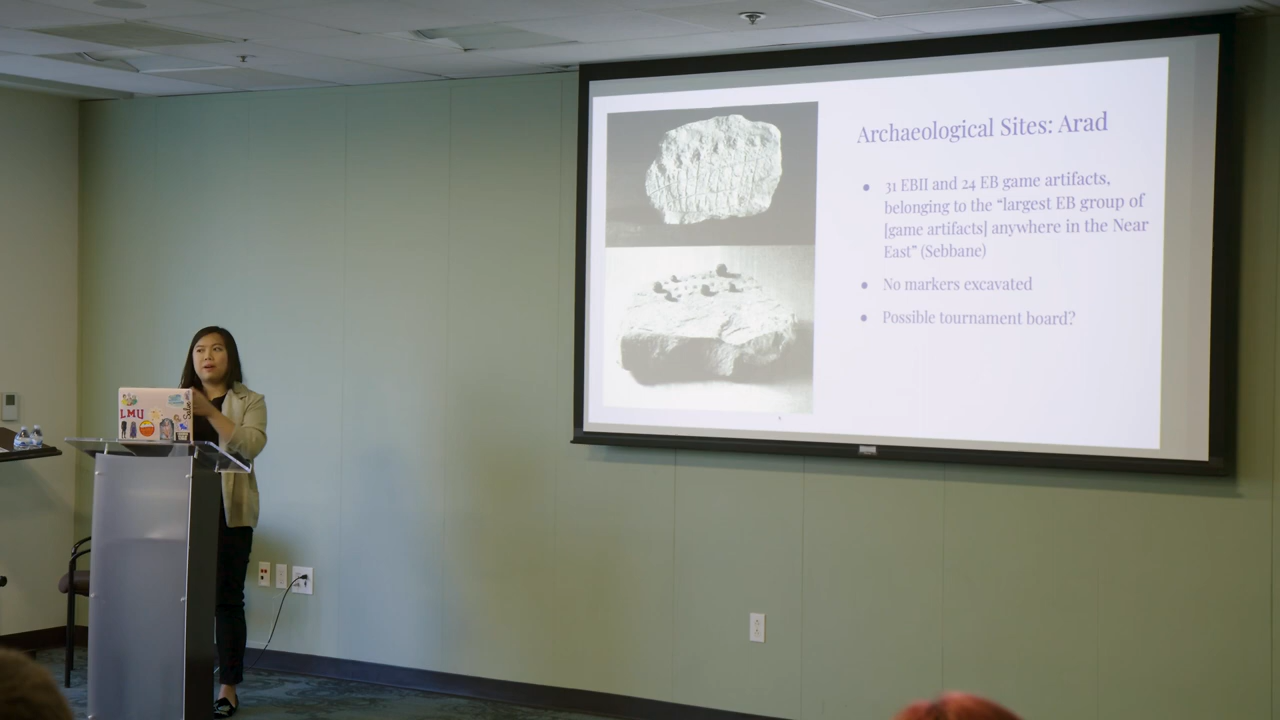 Archaeological Sites: Arad
● 31 EBII and 24 EB game artifacts,
belonging to the “largest EB group of
[game artifacts] anywhere in the Near
East” (Sebbane)
● No markers excavated
● Possible tournament board?
LMU